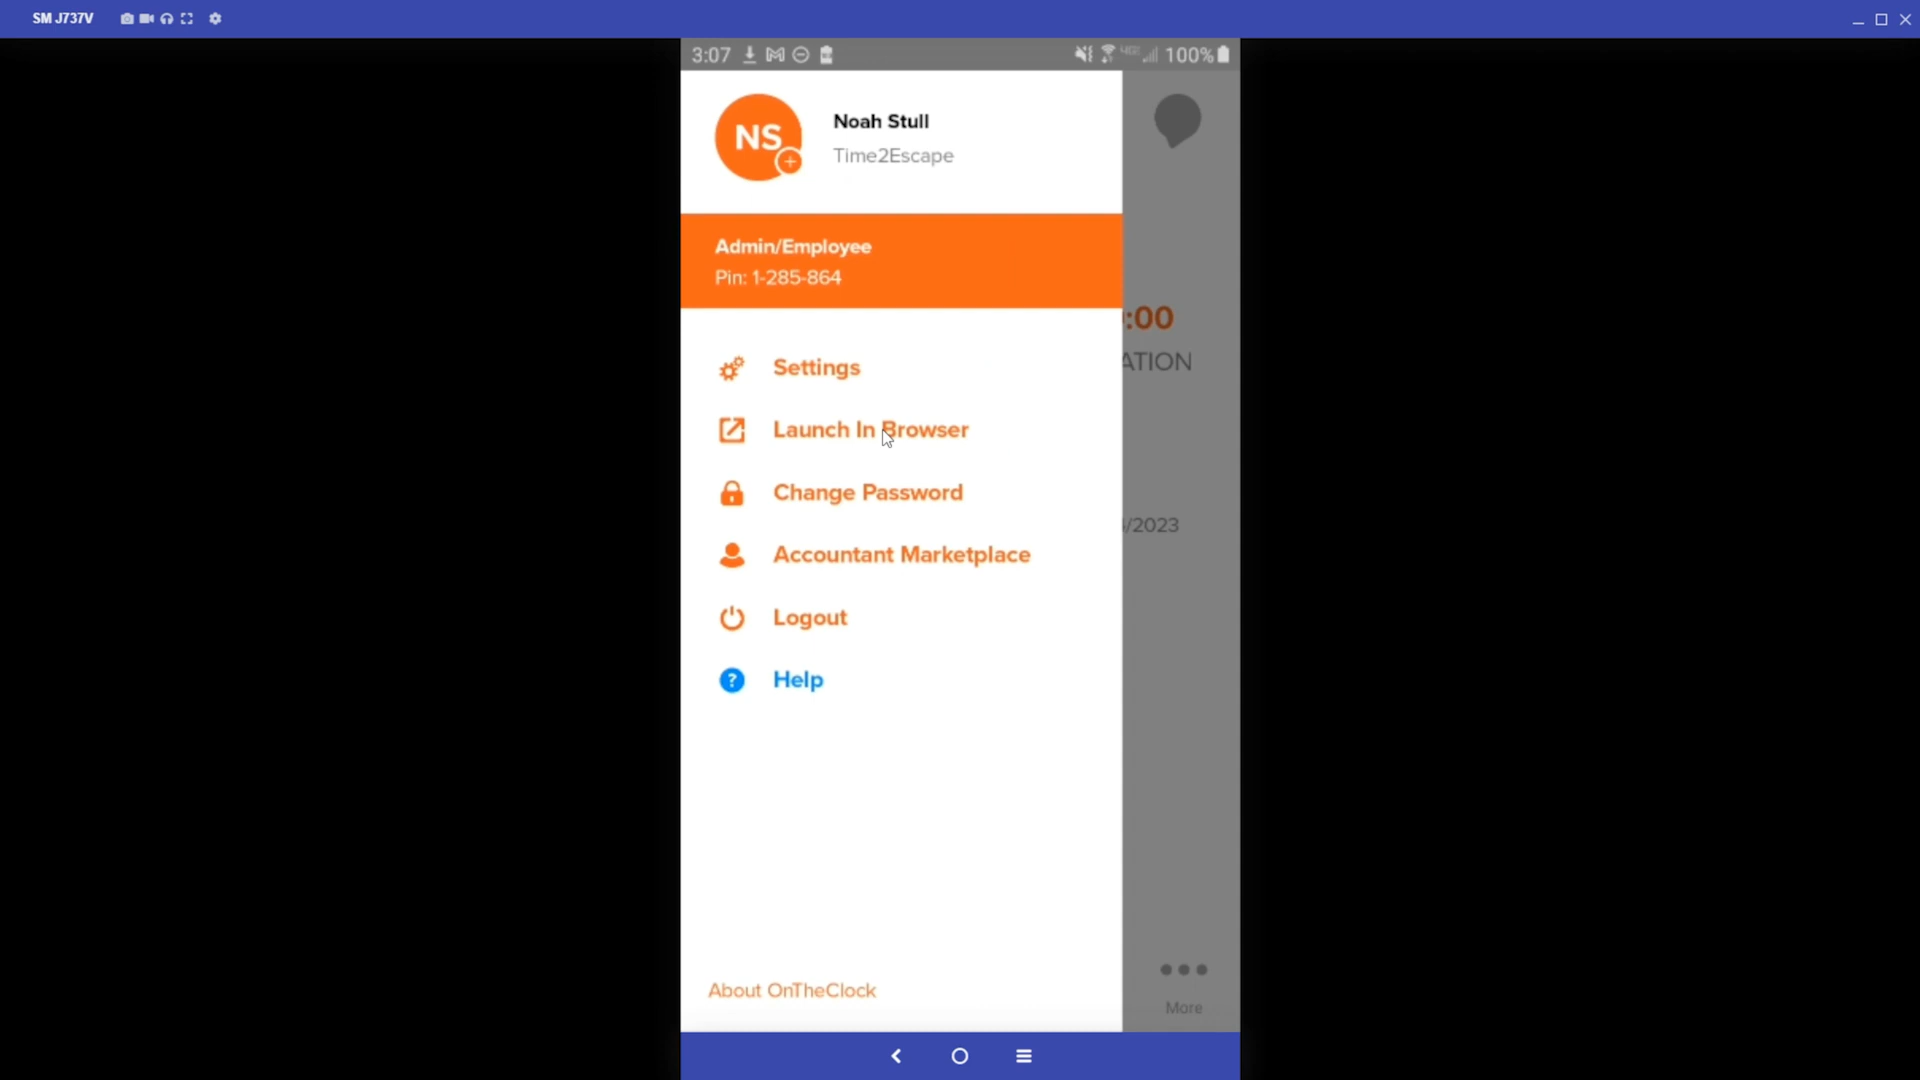 SM J737V
3:07
100%
NS
Noah Stull
Time2Escape
Admin/Employee
Pin: 1-285-864
:00
ATION
Settings
Launch In Browser
Change Password
/2023
Accountant Marketplace
Logout
? Help
About OnTheClock
More